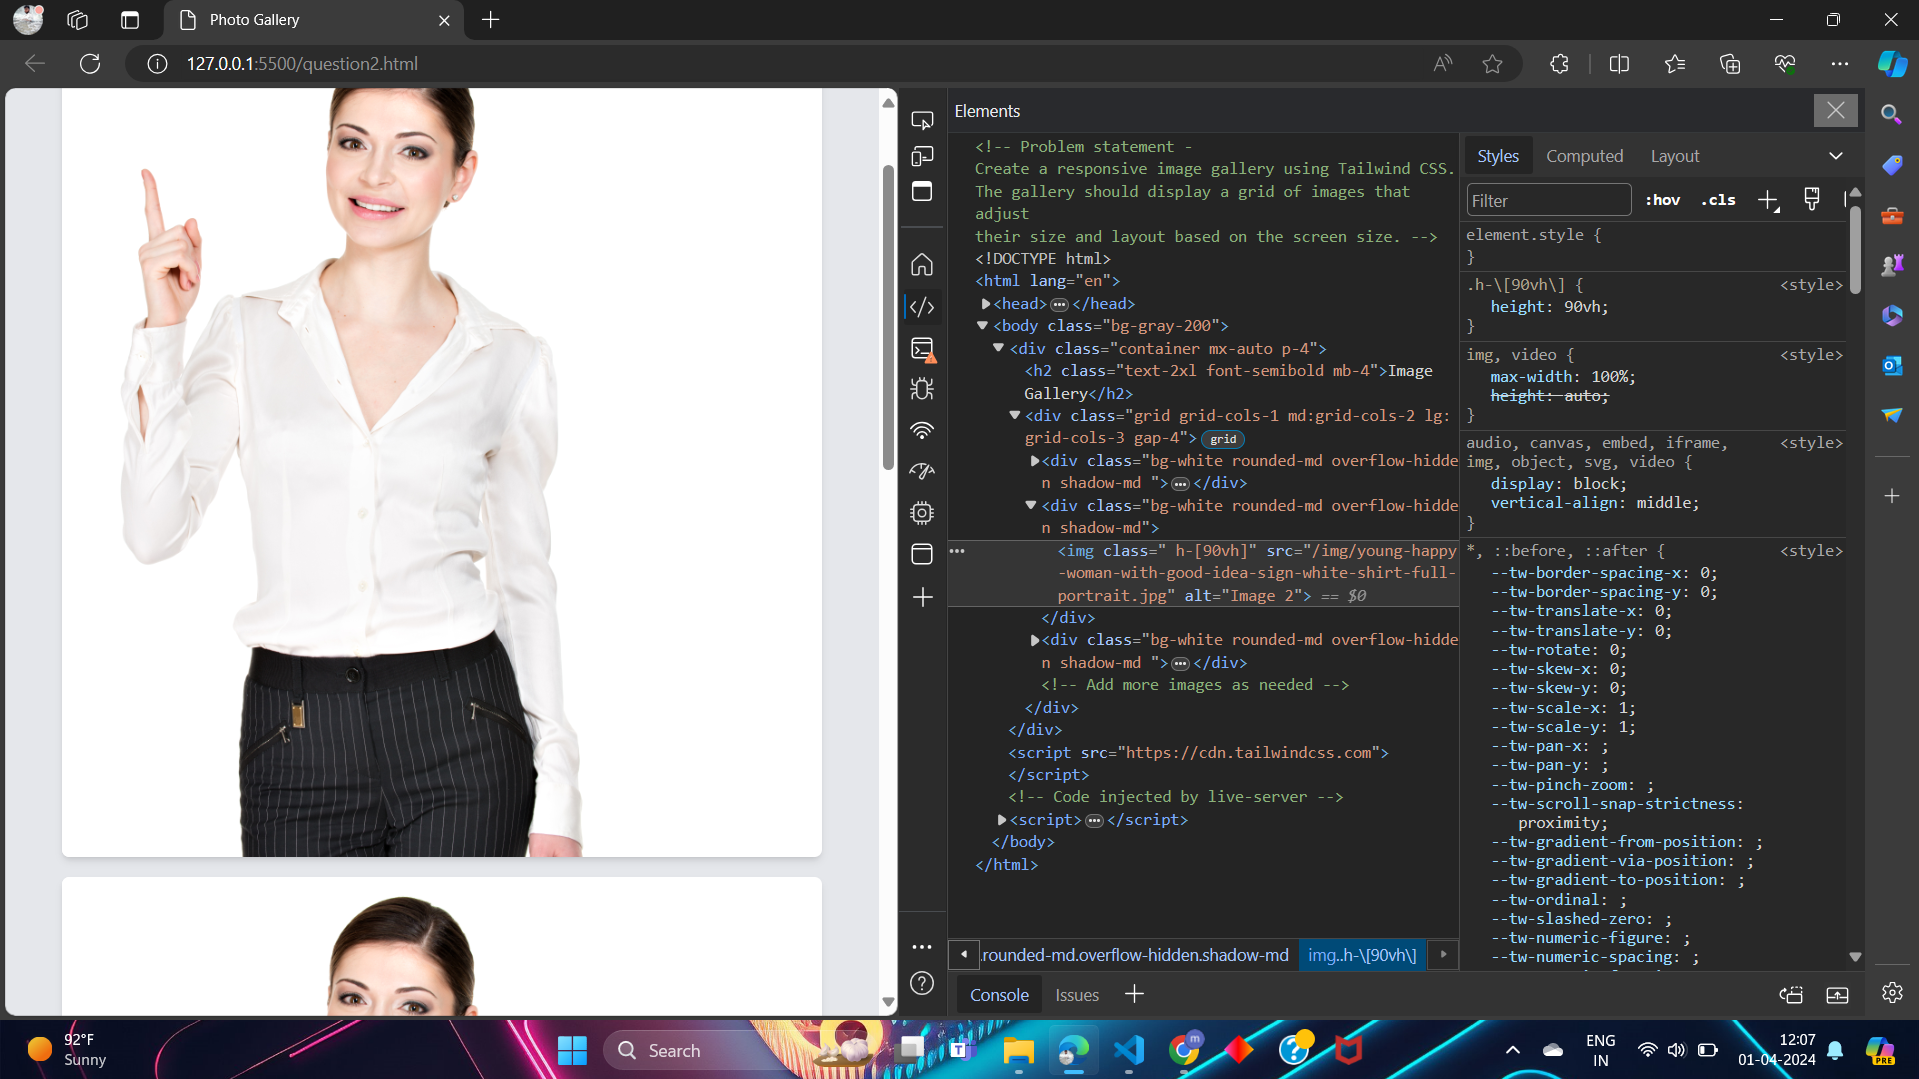 Photo Gallery
127.0.0.1:5500/question2.html
Elements
<!-- Problem statement -
Create a responsive image gallery using Tailwind CSS.
The gallery should display a grid of images that
adjust
their size and layout based on the screen size. -->
<!DOCTYPE html>
<html lang="en">
<head></head>
<body class="bg-gray-200">
<div class="container mx-auto p-4">
<h2 class="text-2xl font-semibold mb-4">Image
Gallery</h2>
<div class="grid grid-cols-1 md:grid-cols-2 lg:
grid-cols-3 gap-4"> grid
<div class="bg-white rounded-md overflow-hidde
n shadow-md "></div>
<div class="bg-white rounded-md overflow-hidde
n shadow-md">
<img class=" h-[90vh]" src="/img/young-happy
-woman-with-good-idea-sign-white-shirt-full-
portrait.jpg" alt="Image 2"> == $0
</div>
<div class="bg-white rounded-md overflow-hidde
n shadow-md "></div>
<!-- Add more images as needed -->
</div>
</div>
<script src="https://cdn.tailwindcss.com">
</script>
<!-- Code injected by live-server -->
<script></script>
</body>
</html>
.rounded-md.overflow-hidden.shadow-md img..h-\[90vh\]
Console Issues
Styles Computed Layout
Filter :hov .cls
element.style {
}
.h-\[90vh\] { <style>
height: 90vh;
}
img, video { <style>
max-width: 100%;
height: auto;
}
audio, canvas, embed, iframe, <style>
img, object, svg, video {
display: block;
vertical-align: middle;
}
*, ::before, ::after { <style>
--tw-border-spacing-x: 0;
--tw-border-spacing-y: 0;
--tw-translate-x: 0;
--tw-translate-y: 0;
--tw-rotate: 0;
--tw-skew-x: 0;
--tw-skew-y: 0;
--tw-scale-x: 1;
--tw-scale-y: 1;
--tw-pan-x: ;
--tw-pan-y: ;
--tw-pinch-zoom: ;
--tw-scroll-snap-strictness:
proximity;
--tw-gradient-from-position: ;
--tw-gradient-via-position: ;
--tw-gradient-to-position: ;
--tw-ordinal: ;
--tw-slashed-zero: ;
--tw-numeric-figure: ;
--tw-numeric-spacing: ;
92°F
Sunny
Search
ENG
IN
12:07
01-04-2024
PRE